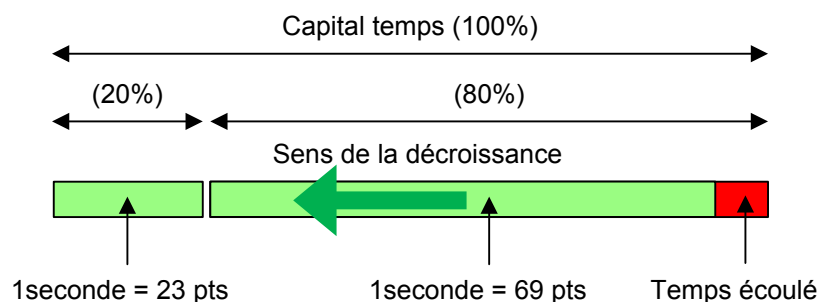 Capital temps (100%)
(20%) (80%)
Sens de la décroissance
1seconde = 23 pts 1seconde = 69 pts Temps écoulé